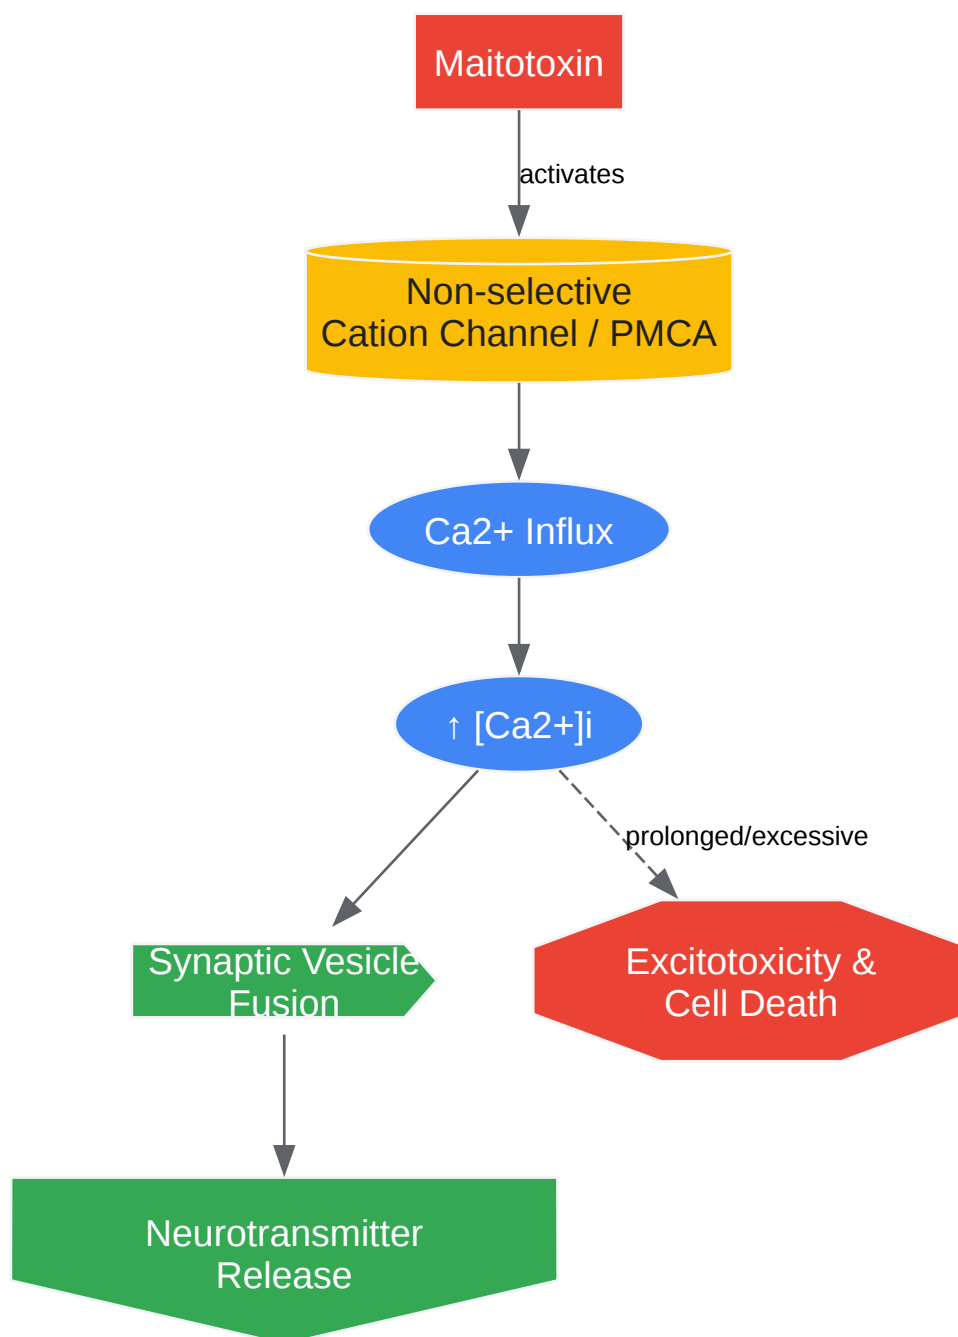 Maitotoxin
activates
Non-selective
Cation Channel / PMCA
Ca2+ Influx
↑ [Ca2+]i
prolonged/excessive
Synaptic Vesicle
Fusion
Excitotoxicity &
Cell Death
Neurotransmitter
Release